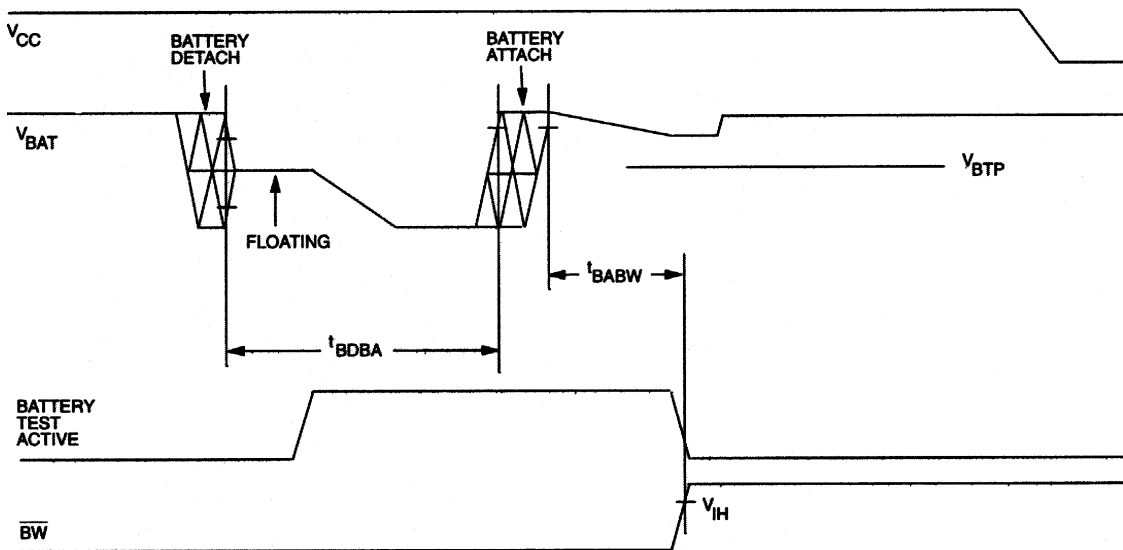 VCC
BATTERY
DETACH
BATTERY
ATTACH
VBAT
VBTP
FLOATING
tBABW
tBDBA
BATTERY
TEST
ACTIVE
VIH
BW